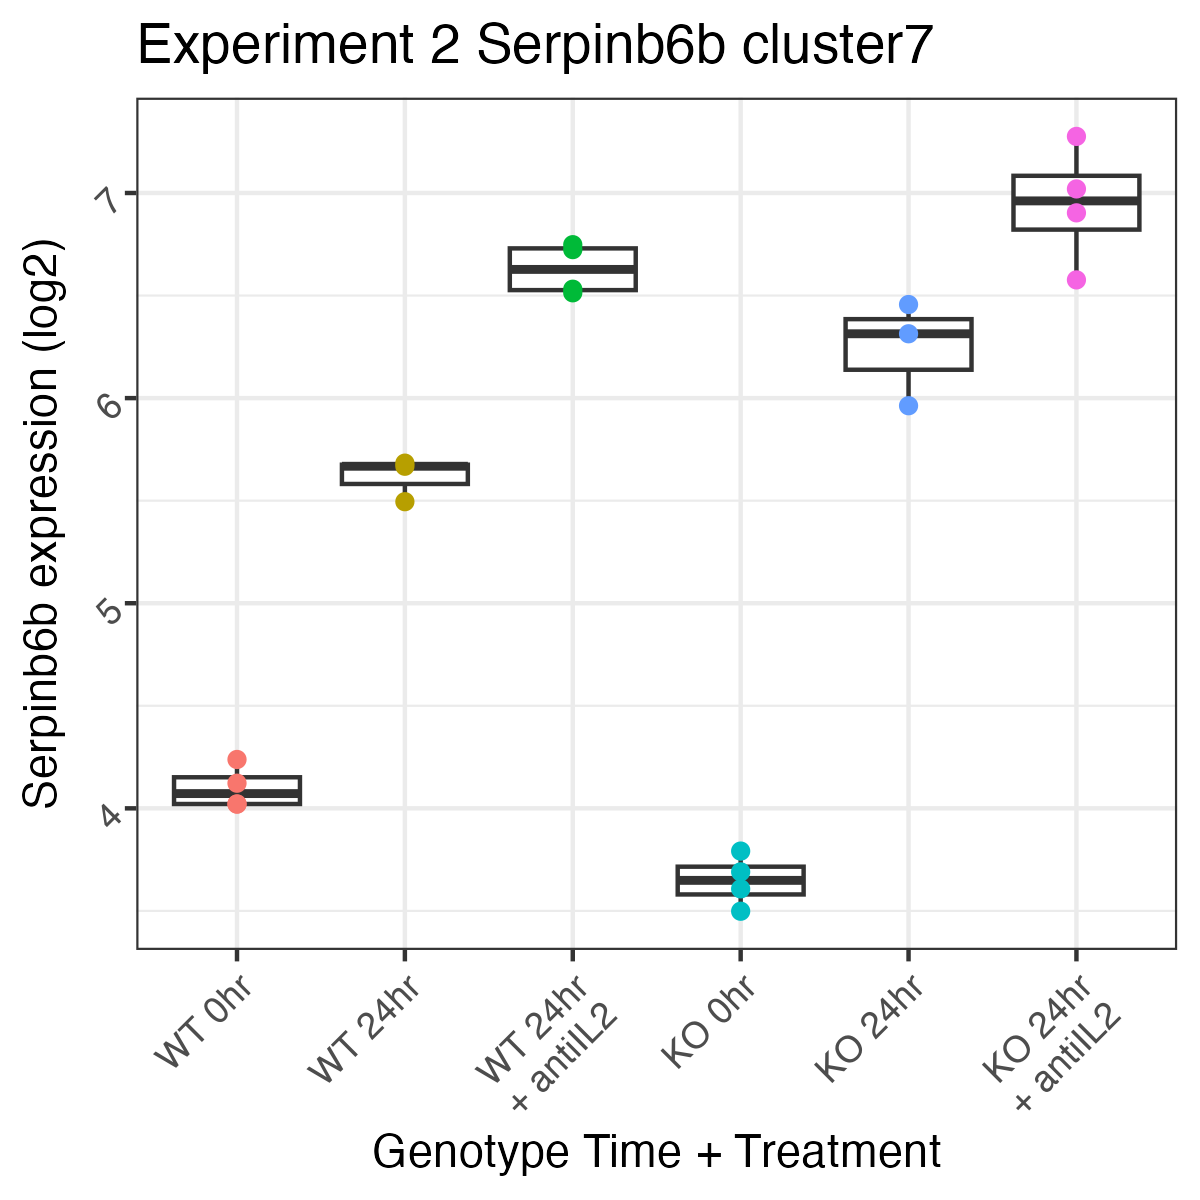 Experiment 2 Serpinb6b cluster7
Serpinb6b expression (log2)
7
6
5
4
WT 0hr
WT 24hr
WT 24hr
+ antiIL2
KO 0hr
KO 24hr
KO 24hr
+ antiIL2
Genotype Time + Treatment